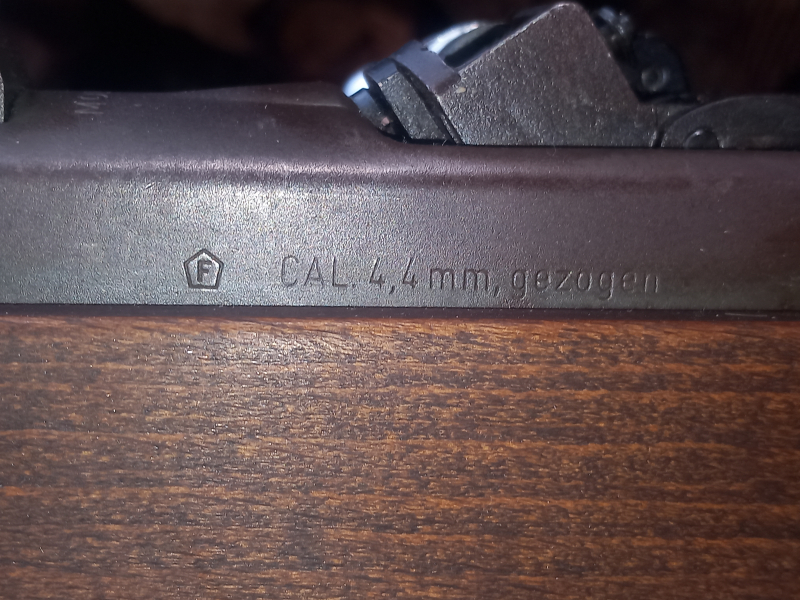 F CAL. 4,4 mm, gezogen